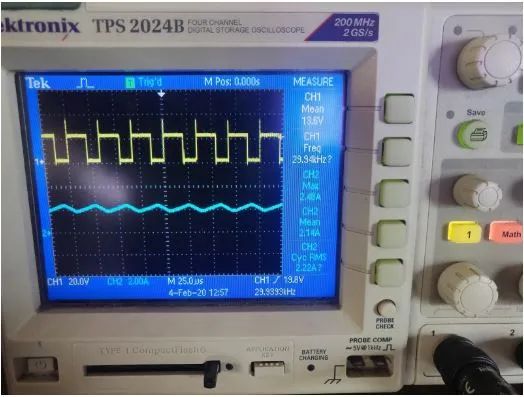 ektronix TPS 2024B FOUR CHANNEL
DIGITAL STORAGE OSCILLOSCOPE
200 MHz
2 GS/s
Tek T Trig'd M Pos: 0.000s MEASURE
CH1
Mean
13.6V
CH1
Freq
29.94kHz?
CH2
Max
2.48A
CH2
Mean
2.14A
CH2
Cyc RMS
2.22A?
1
2
CH1 20.0V CH2 2.00A M 25.0µs CH1 / 19.8V
4-Feb-20 12:57 29.9393kHz
Save
1 Math
PROBE
CHECK
TYPE 1 CompactFlash®
APPLICATION
KEY
BATTERY
CHARGING
PROBE COMP
~5V@1kHz
1 2